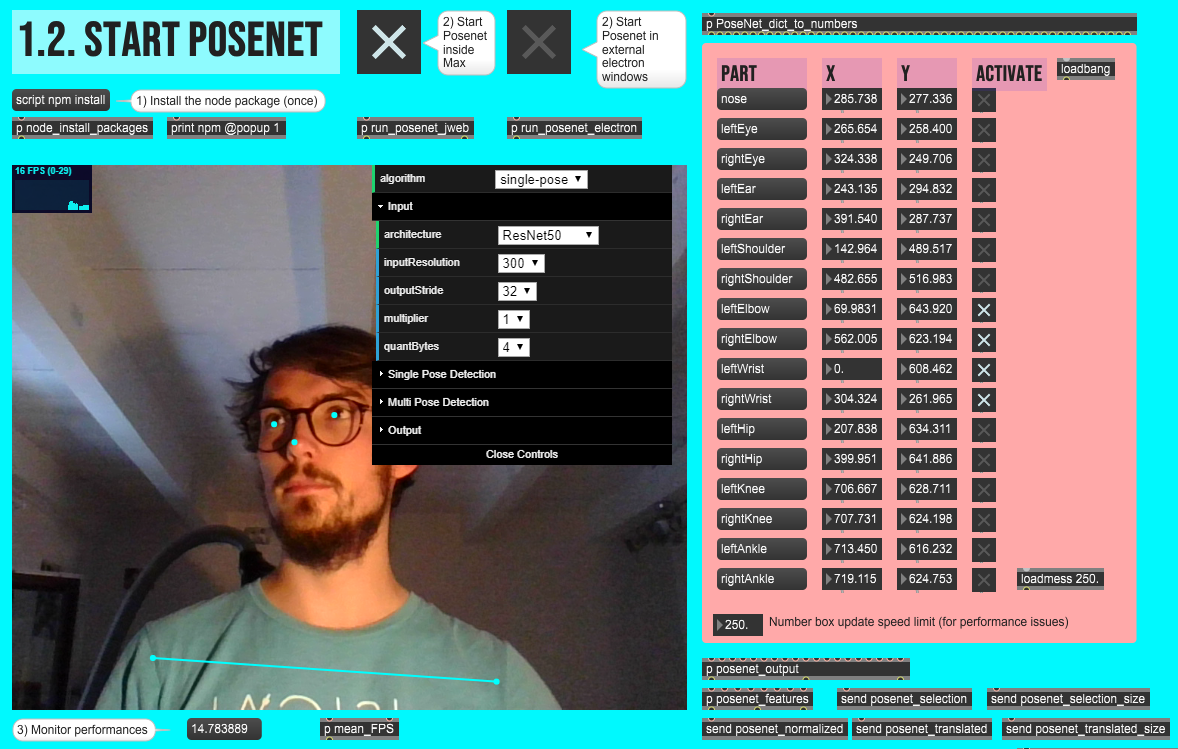 1.2. START POSENET
2) Start
Posenet
inside
Max
2) Start
Posenet in
external
electron
windows
script npm install
1) Install the node package (once)
p node_install_packages
print npm @popup 1
p run_posenet_jweb
p run_posenet_electron
16 FPS (0-29)
algorithm single-pose
Input
architecture ResNet50
inputResolution 300
outputStride 32
multiplier 1
quantBytes 4
Single Pose Detection
Multi Pose Detection
Output
Close Controls
3) Monitor performances
14.783889
p mean_FPS
p PoseNet_dict_to_numbers
PART X Y ACTIVATE
loadbang
nose 285.738 277.336
leftEye 265.654 258.400
rightEye 324.338 249.706
leftEar 243.135 294.832
rightEar 391.540 287.737
leftShoulder 142.964 489.517
rightShoulder 482.655 516.983
leftElbow 69.9831 643.920
rightElbow 562.005 623.194
leftWrist 0. 608.462
rightWrist 304.324 261.965
leftHip 207.838 634.311
rightHip 399.951 641.886
leftKnee 706.667 628.711
rightKnee 707.731 624.198
leftAnkle 713.450 616.232
rightAnkle 719.115 624.753
loadmess 250.
250. Number box update speed limit (for performance issues)
p posenet_output
p posenet_features
send posenet_selection
send posenet_selection_size
send posenet_normalized
send posenet_translated
send posenet_translated_size